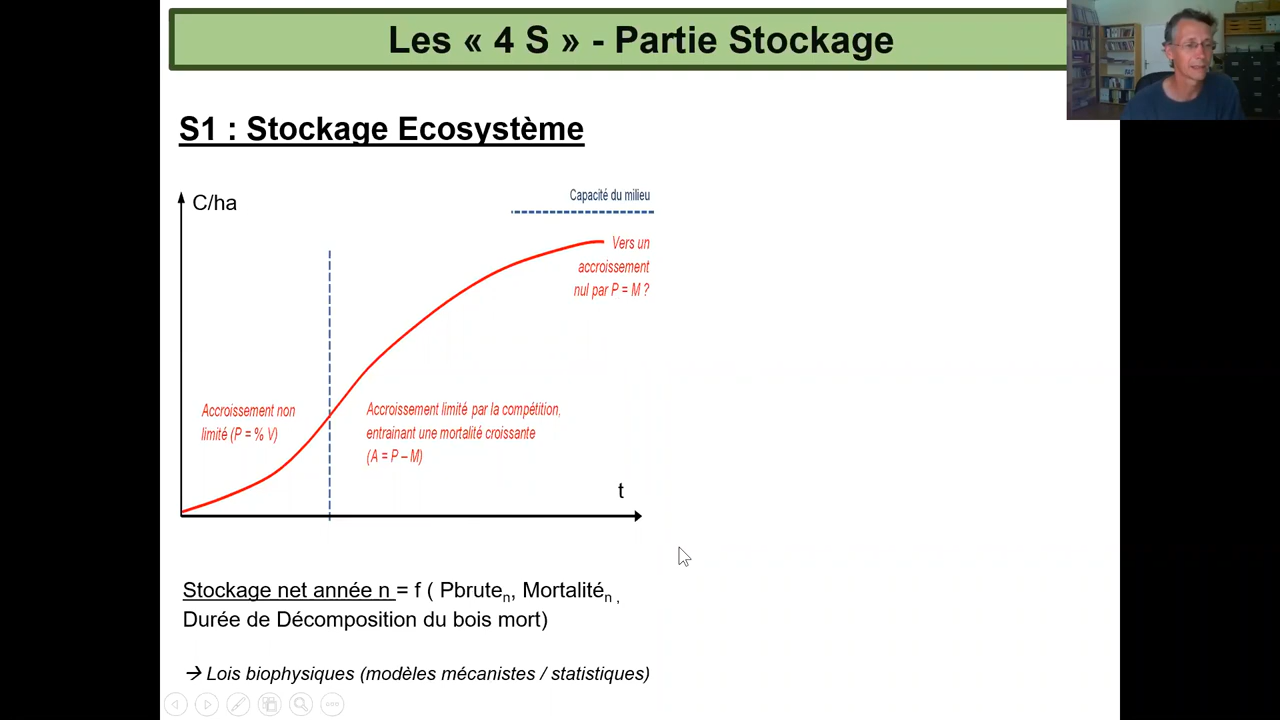 Les « 4 S » - Partie Stockage
S1 : Stockage Ecosystème
C/ha
Capacité du milieu
Vers un
accroissement
nul par P = M ?
Accroissement non
limité (P = % V)
Accroissement limité par la compétition,
entrainant une mortalité croissante
(A = P – M)
t
Stockage net année n = f ( Pbruten, Mortalitén ,
Durée de Décomposition du bois mort)
→ Lois biophysiques (modèles mécanistes / statistiques)